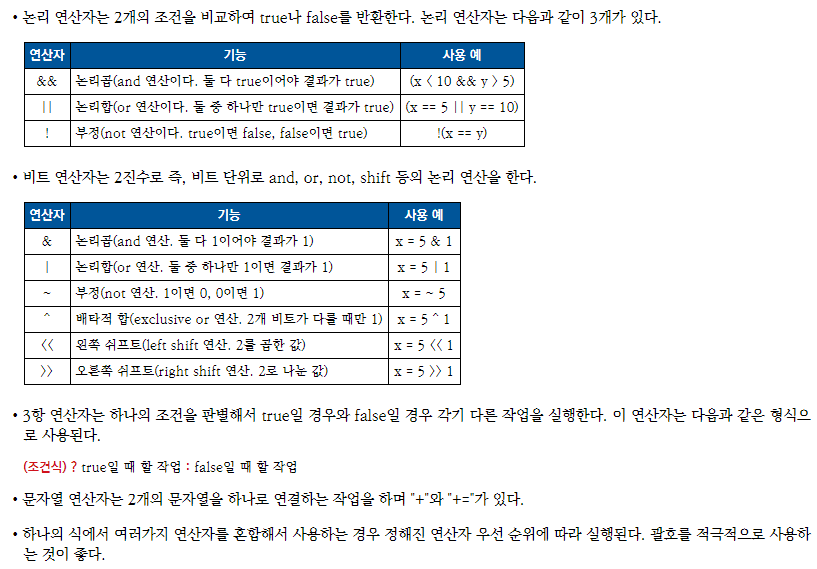 • 논리 연산자는 2개의 조건을 비교하여 true나 false를 반환한다. 논리 연산자는 다음과 같이 3개가 있다.
연산자 기능 사용 예
&& 논리곱(and 연산이다. 둘 다 true이어야 결과가 true) (x < 10 && y > 5)
|| 논리합(or 연산이다. 둘 중 하나만 true이면 결과가 true) (x == 5 || y == 10)
! 부정(not 연산이다. true이면 false, false이면 true) !(x == y)
• 비트 연산자는 2진수로 즉, 비트 단위로 and, or, not, shift 등의 논리 연산을 한다.
연산자 기능 사용 예
& 논리곱(and 연산. 둘 다 1이어야 결과가 1) x = 5 & 1
| 논리합(or 연산. 둘 중 하나만 1이면 결과가 1) x = 5 | 1
~ 부정(not 연산. 1이면 0, 0이면 1) x = ~ 5
^ 배타적 합(exclusive or 연산. 2개 비트가 다를 때만 1) x = 5 ^ 1
<< 왼쪽 쉬프트(left shift 연산. 2를 곱한 값) x = 5 << 1
>> 오른쪽 쉬프트(right shift 연산. 2로 나눈 값) x = 5 >> 1
• 3항 연산자는 하나의 조건을 판별해서 true일 경우와 false일 경우 각기 다른 작업을 실행한다. 이 연산자는 다음과 같은 형식으
로 사용된다.
(조건식) ? true일 때 할 작업 : false일 때 할 작업
• 문자열 연산자는 2개의 문자열을 하나로 연결하는 작업을 하며 "+"와 "+="가 있다.
• 하나의 식에서 여러가지 연산자를 혼합해서 사용하는 경우 정해진 연산자 우선 순위에 따라 실행된다. 괄호를 적극적으로 사용하
는 것이 좋다.